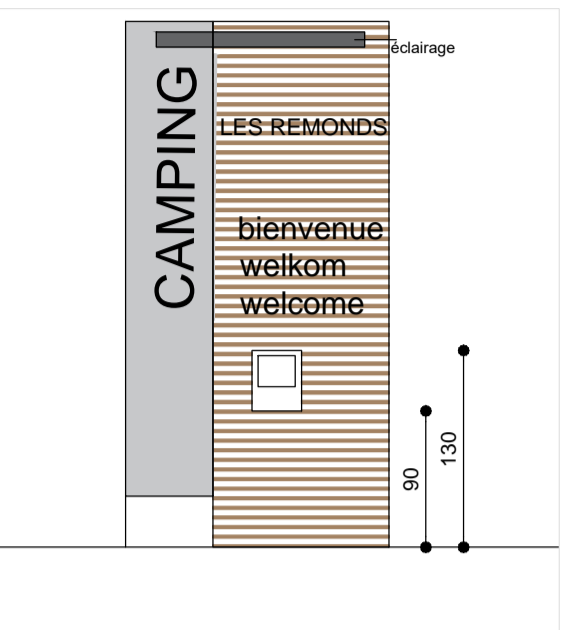 éclairage
CAMPING
LES REMONDS
bienvenue
welkom
welcome
130
90